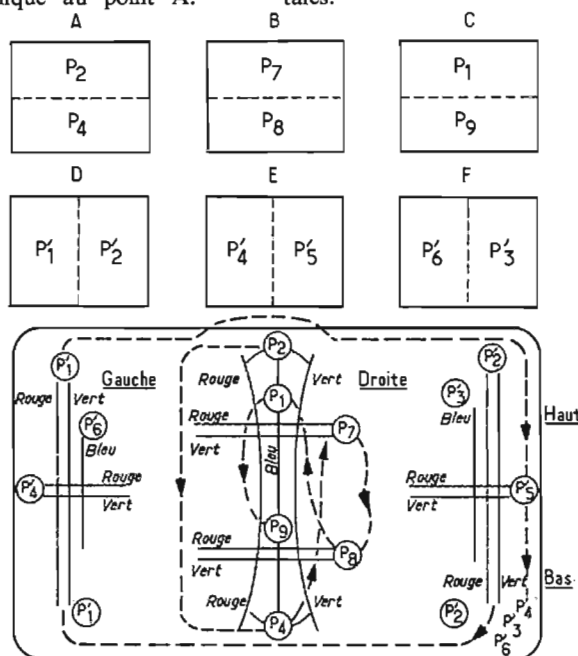 nique au point A. tales.
A B C
P2 P7 P1
P4 P8 P9
D E F
P'1 P'2 P'4 P'5 P'6 P'3
P2
P'1 Rouge Vert P'2
Rouge Vert Gauche P1 Droite P'3
P'6 Rouge P7 Bleu Haut
Bleu Vert
P'4 Rouge Bleu Rouge P'5
Vert Vert
P9
Rouge P8
Vert Rouge Vert Bas
Rouge Vert P'4
P'1 P4 P'2 P'3
P'6